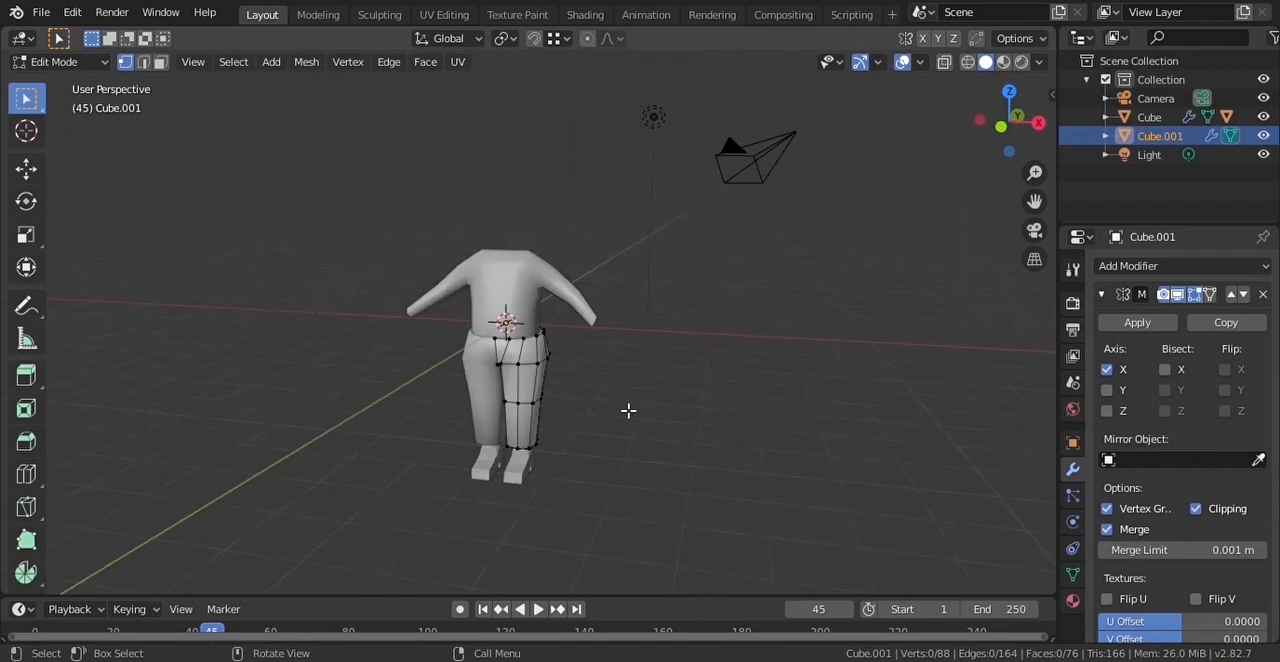 File Edit Render Window Help Layout Modeling Sculpting UV Editing Texture Paint Shading Animation Rendering Compositing Scripting + Scene View Layer
Global X Y Z Options
Edit Mode View Select Add Mesh Vertex Edge Face UV
User Perspective
(45) Cube.001
Z
Y
X
Scene Collection
Collection
Camera
Cube
Cube.001
Light
Cube.001
Add Modifier
M
Apply Copy
Axis: Bisect: Flip:
X X X
Y Y Y
Z Z Z
Mirror Object:
Options:
Vertex Gr.. Clipping
Merge
Merge Limit 0.001 m
Textures:
Flip U Flip V
U Offset 0.0000
V Offset 0.0000
Playback Keying View Marker 45 Start 1 End 250
0 20 45 80 120 160 200 240
Select Box Select Rotate View Call Menu Cube.001 | Verts:0/88 | Edges:0/164 | Faces:0/76 | Tris:166 | Mem: 26.0 MiB | v2.82.7